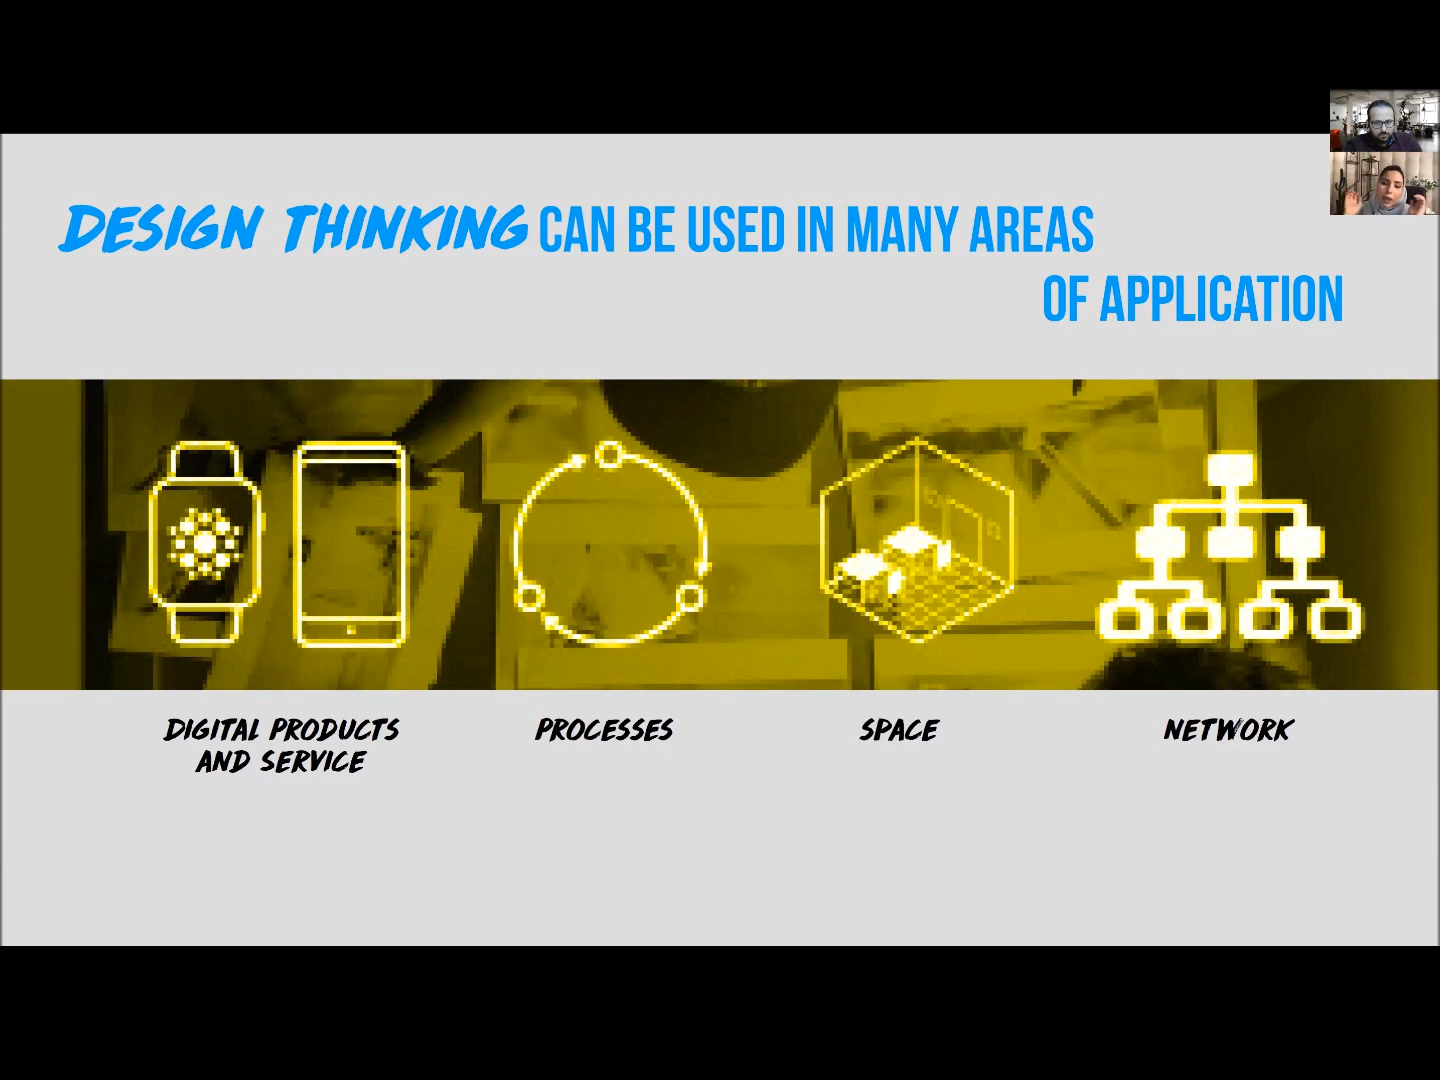 DESIGN THINKING CAN BE USED IN MANY AREAS
OF APPLICATION
DIGITAL PRODUCTS
AND SERVICE
PROCESSES
SPACE
NETWORK